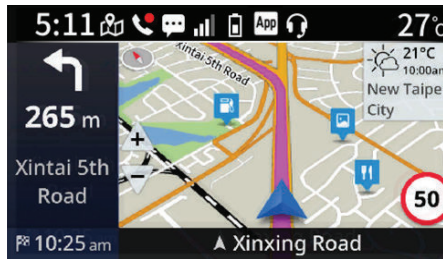 5:11 App 27°c
265 m
Xintai 5th
Road
10:25 am
Xintai 5th Road
21°C
10:00am
New Taipe
City
50
Xinxing Road